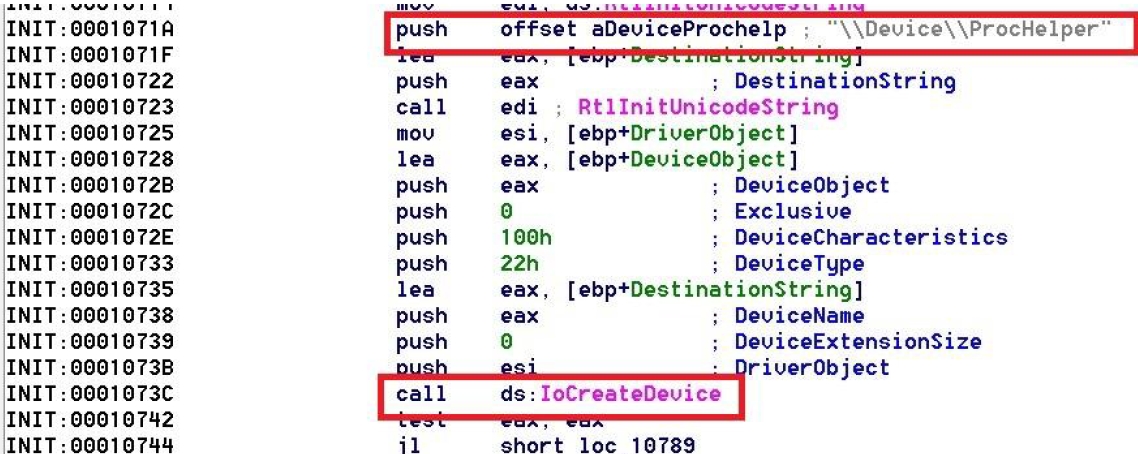 mov edi, ds:RtlInitUnicodeString
INIT:0001071A push offset aDeviceProchelp ; "\\Device\\ProcHelper"
INIT:0001071F lea eax, [ebp+DestinationString]
INIT:00010722 push eax ; DestinationString
INIT:00010723 call edi ; RtlInitUnicodeString
INIT:00010725 mov esi, [ebp+DriverObject]
INIT:00010728 lea eax, [ebp+DeviceObject]
INIT:0001072B push eax ; DeviceObject
INIT:0001072C push 0 ; Exclusive
INIT:0001072E push 100h ; DeviceCharacteristics
INIT:00010733 push 22h ; DeviceType
INIT:00010735 lea eax, [ebp+DestinationString]
INIT:00010738 push eax ; DeviceName
INIT:00010739 push 0 ; DeviceExtensionSize
INIT:0001073B push esi ; DriverObject
INIT:0001073C call ds:IoCreateDevice
INIT:00010742 test eax, eax
INIT:00010744 jl short loc_10789